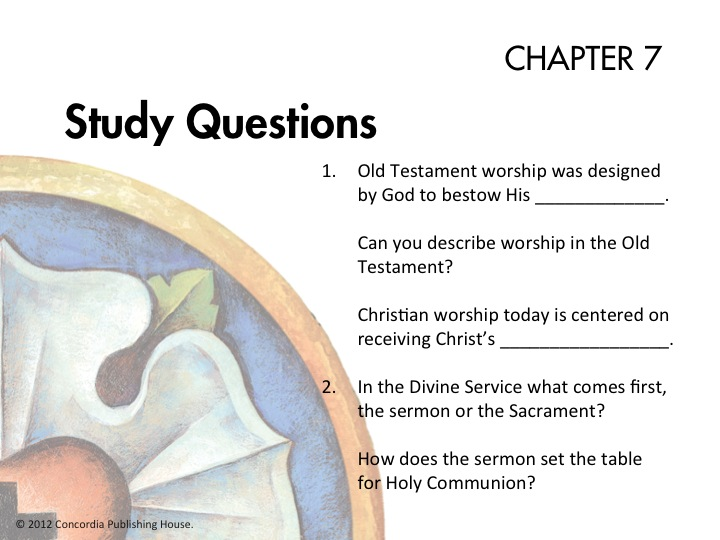 CHAPTER 7
Study Questions
1. Old Testament worship was designed
by God to bestow His _____________.
Can you describe worship in the Old
Testament?
Christian worship today is centered on
receiving Christ’s _________________.
2. In the Divine Service what comes first,
the sermon or the Sacrament?
How does the sermon set the table
for Holy Communion?
© 2012 Concordia Publishing House.